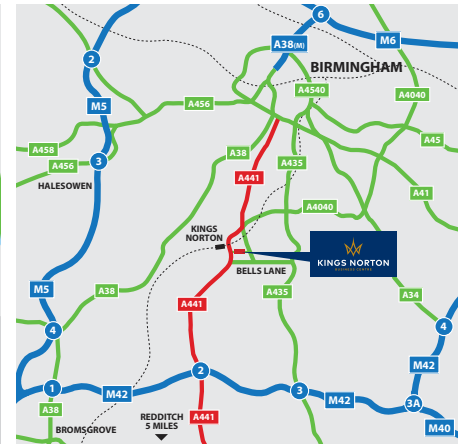 6
A38(M)
M6
BIRMINGHAM
2
A4540
A4040
M5
A456
A45
A458
A38
A435
A456
3
A441
A41
HALESOWEN
A4040
KINGS
NORTON
KINGS NORTON
BUSINESS CENTRE
BELLS LANE
M5
A38
A435
A34
A441
4
4
M42
2
1
M42
3
M42
3A
A38
REDDITCH
5 MILES
A441
M40
BROMSGROVE